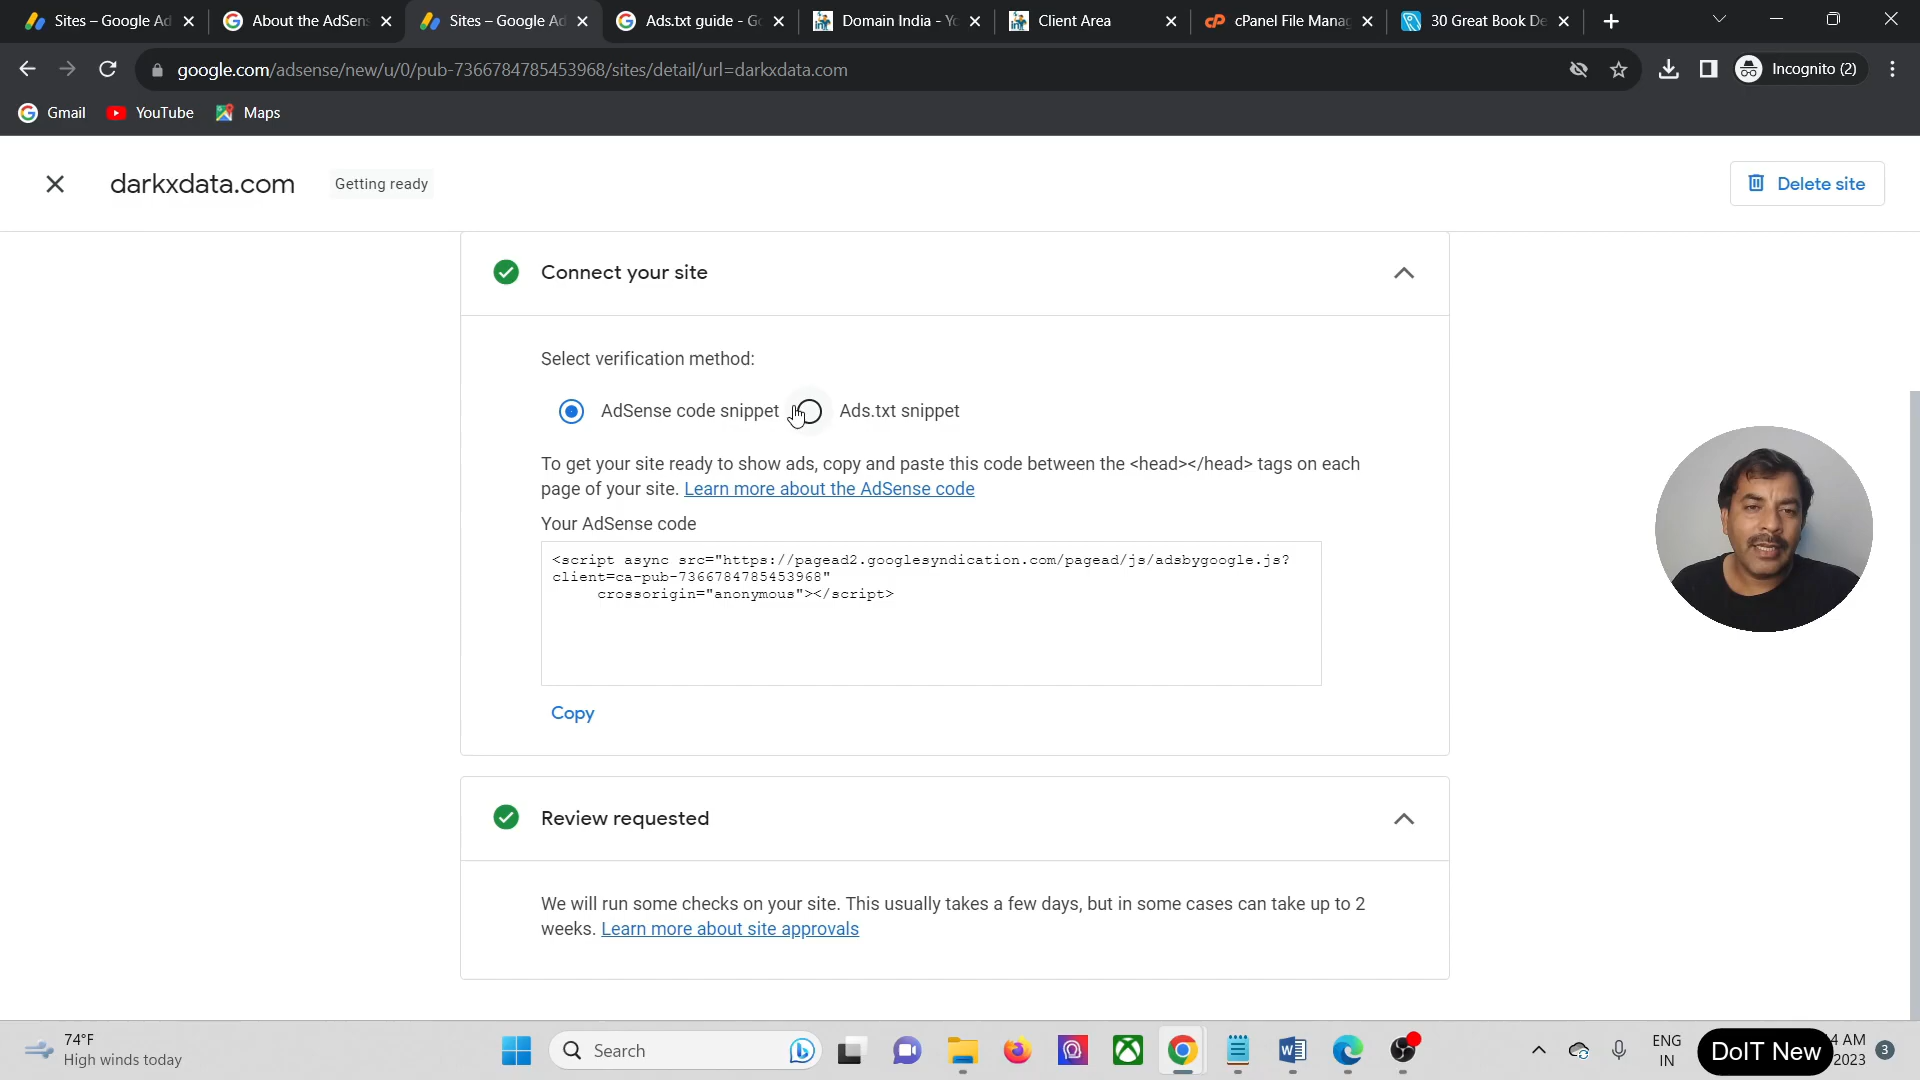 Sites – Google Ad
About the AdSens
Sites – Google Ad
Ads.txt guide - Go
Domain India - Yo
Client Area
cPanel File Manag
30 Great Book De
google.com/adsense/new/u/0/pub-7366784785453968/sites/detail/url=darkxdata.com
Incognito (2)
Gmail
YouTube
Maps
darkxdata.com
Getting ready
Delete site
Connect your site
Select verification method:
AdSense code snippet
Ads.txt snippet
To get your site ready to show ads, copy and paste this code between the <head></head> tags on each
page of your site. Learn more about the AdSense code
Your AdSense code
<script async src="https://pagead2.googlesyndication.com/pagead/js/adsbygoogle.js?
client=ca-pub-7366784785453968"
crossorigin="anonymous"></script>
Copy
Review requested
We will run some checks on your site. This usually takes a few days, but in some cases can take up to 2
weeks. Learn more about site approvals
74°F
High winds today
Search
ENG
IN
DoIT New
4 AM
2023
3